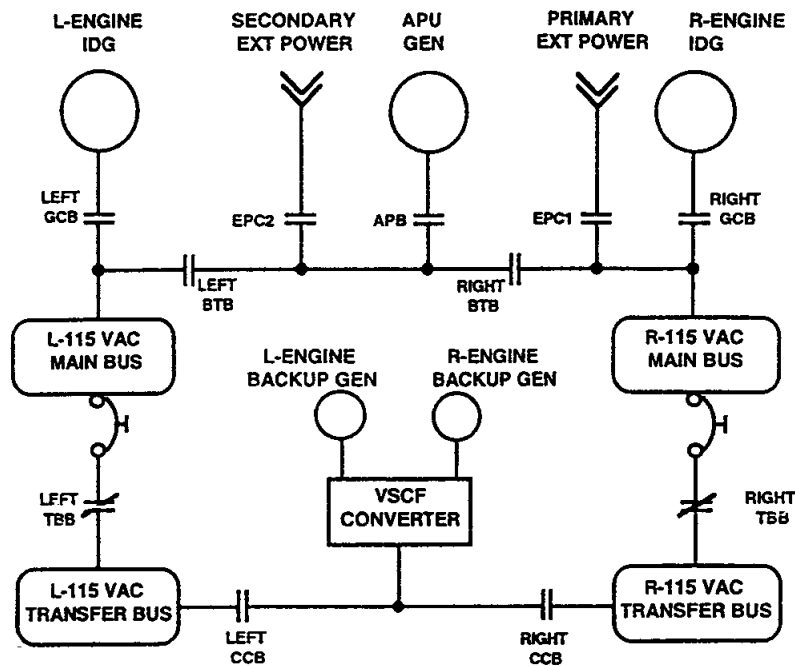 L-ENGINE
IDG
SECONDARY
EXT POWER
APU
GEN
PRIMARY
EXT POWER
R-ENGINE
IDG
LEFT
GCB
EPC2
APB
EPC1
RIGHT
GCB
LEFT
BTB
RIGHT
BTB
L-115 VAC
MAIN BUS
R-115 VAC
MAIN BUS
L-ENGINE
BACKUP GEN
R-ENGINE
BACKUP GEN
LEFT
TBB
VSCF
CONVERTER
RIGHT
TBB
L-115 VAC
TRANSFER BUS
R-115 VAC
TRANSFER BUS
LEFT
CCB
RIGHT
CCB